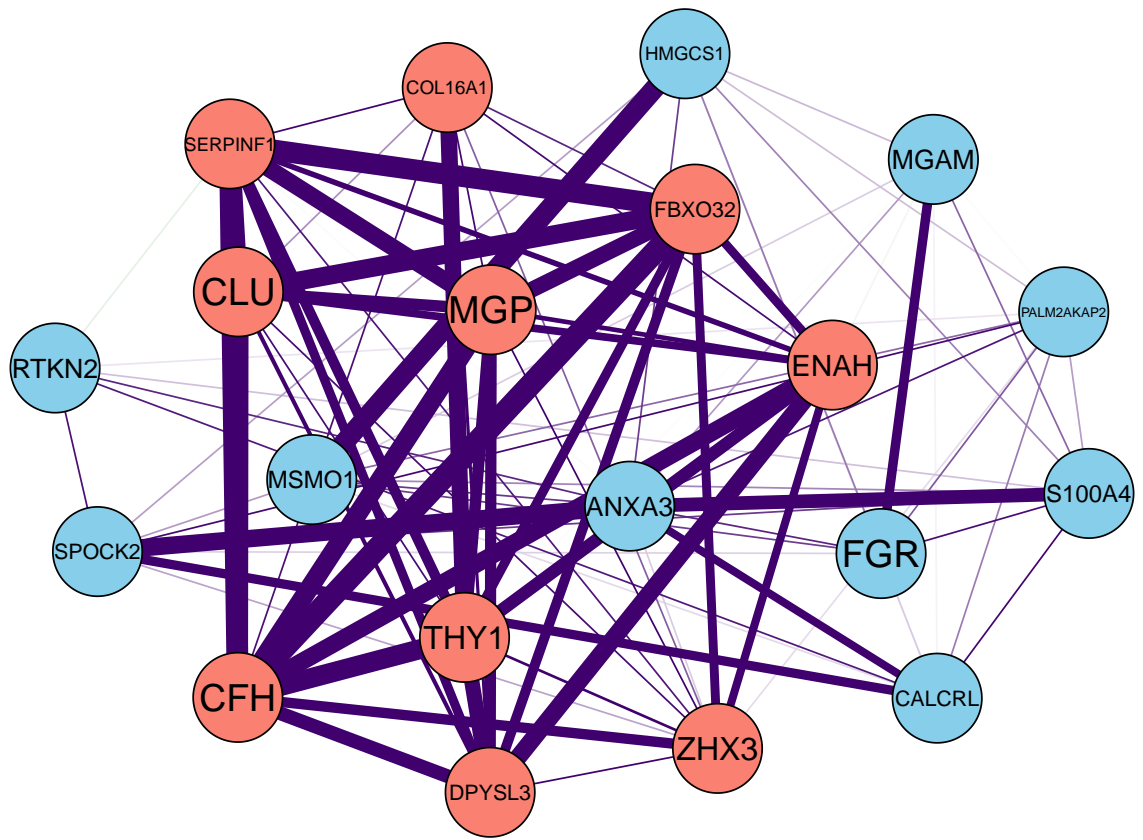 HMGCS1
COL16A1
SERPINF1
MGAM
FBXO32
CLU
MGP
PALM2AKAP2
RTKN2
ENAH
MSMO1
ANXA3
S100A4
SPOCK2
FGR
THY1
CFH
CALCRL
ZHX3
DPYSL3